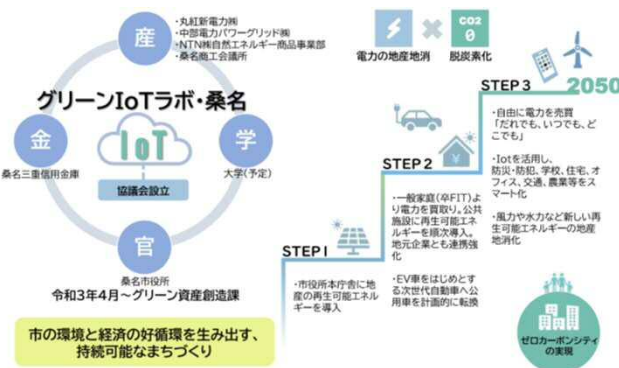 産
・丸紅新電力㈱
・中部電力パワーグリッド㈱
・NTN㈱自然エネルギー商品事業部
・桑名商工会議所
グリーンIoTラボ・桑名
金
桑名三重信用金庫
IoT
協議会設立
学
大学(予定)
官
桑名市役所
令和3年4月～グリーン資産創造課
市の環境と経済の好循環を生み出す、
持続可能なまちづくり
電力の地産地消
CO2
0
脱炭素化
STEP1
・市役所本庁舎に地
産の再生可能エネル
ギーを導入
STEP 2
・一般家庭(卒FIT)よ
り電力を買取り。公共
施設に再生可能エネ
ルギーを順次導入。
地元企業とも連携強
化
・EV車をはじめとす
る次世代自動車へ公
用車を計画的に転換
STEP 3
2050
・自由に電力を売買
「だれでも、いつでも、ど
こでも」
・Iotを活用し、
防災・防犯、学校、住宅、オ
フィス、交通、農業等をス
マート化
・風力や水力など新しい再
生可能エネルギーの地産
地消化
ゼロカーボンシティ
の実現